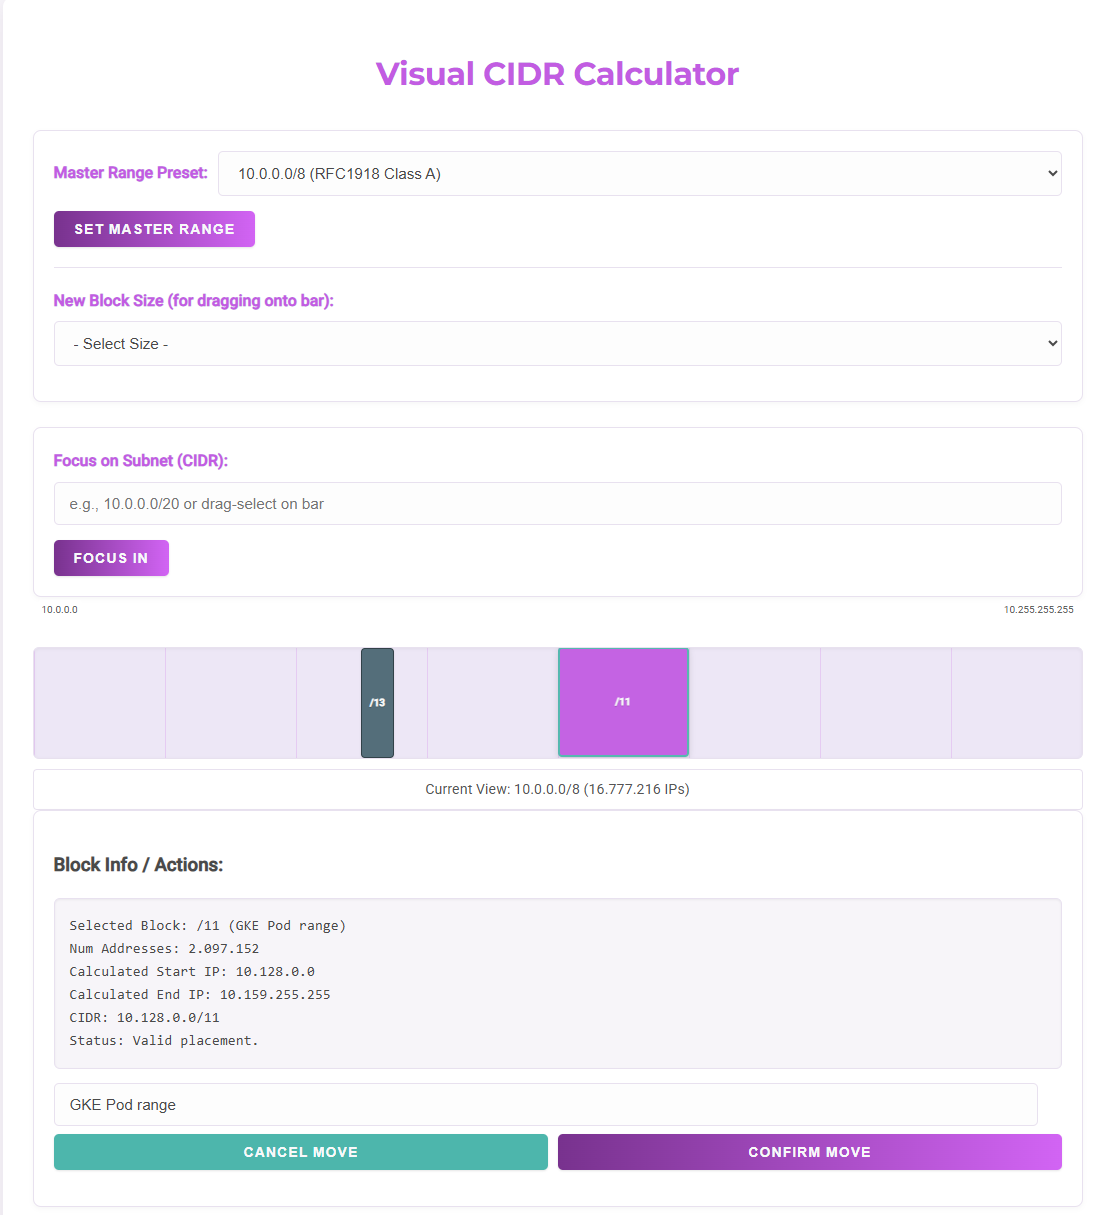 Visual CIDR Calculator
Master Range Preset:
10.0.0.0/8 (RFC1918 Class A)
SET MASTER RANGE
New Block Size (for dragging onto bar):
- Select Size -
Focus on Subnet (CIDR):
e.g., 10.0.0.0/20 or drag-select on bar
FOCUS IN
10.0.0.0
10.255.255.255
/13
/11
Current View: 10.0.0.0/8 (16.777.216 IPs)
Block Info / Actions:
Selected Block: /11 (GKE Pod range)
Num Addresses: 2.097.152
Calculated Start IP: 10.128.0.0
Calculated End IP: 10.159.255.255
CIDR: 10.128.0.0/11
Status: Valid placement.
GKE Pod range
CANCEL MOVE
CONFIRM MOVE